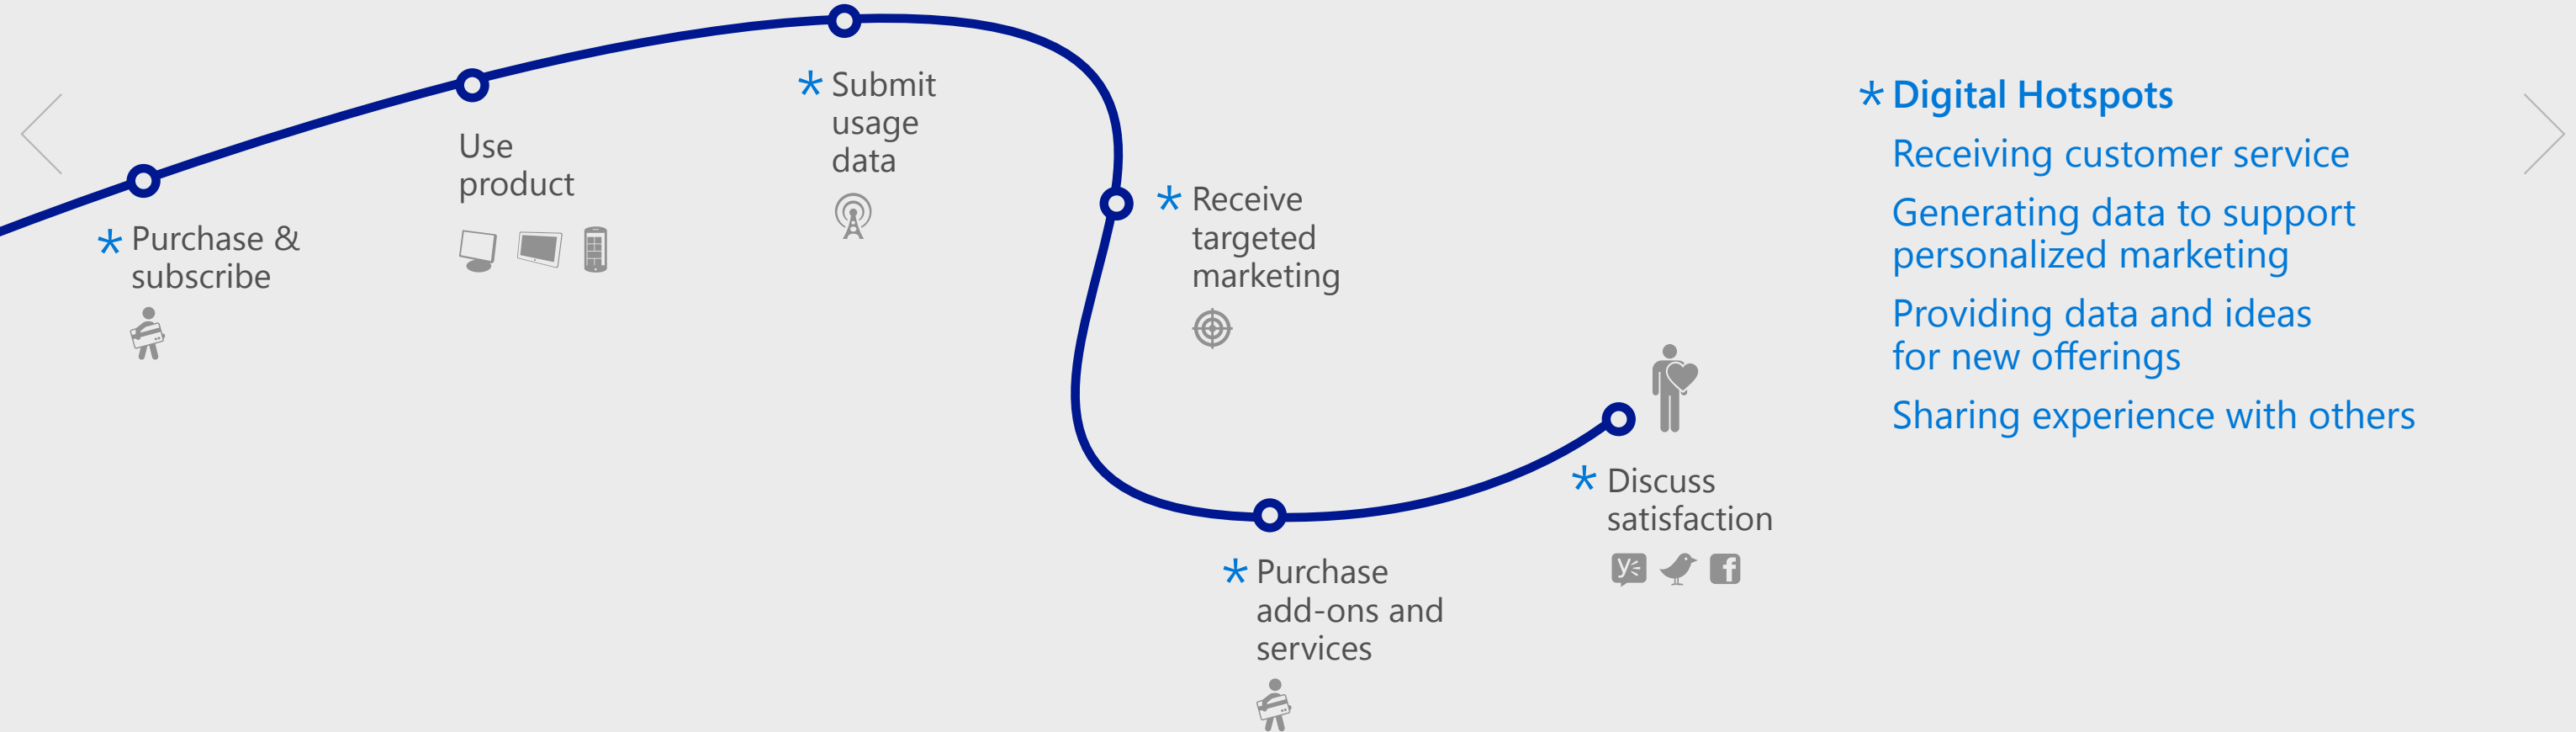 * Purchase &
subscribe
Use
product
* Submit
usage
data
* Receive
targeted
marketing
* Purchase
add-ons and
services
* Discuss
satisfaction
* Digital Hotspots
Receiving customer service
Generating data to support
personalized marketing
Providing data and ideas
for new offerings
Sharing experience with others